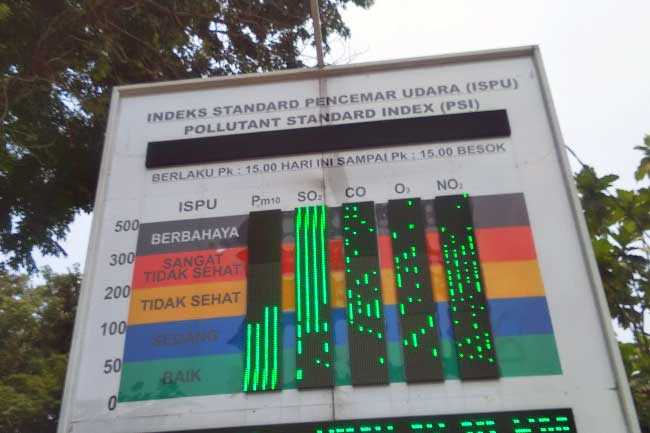 INDEKS STANDARD PENCEMAR UDARA (ISPU)
POLLUTANT STANDARD INDEX (PSI)
BERLAKU Pk : 15.00 HARI INI SAMPAI Pk : 15.00 BESOK
ISPU Pm10 SO2 CO O3 NO2
500
BERBAHAYA
300
SANGAT
TIDAK SEHAT
200
TIDAK SEHAT
100
SEDANG
50
BAIK
0